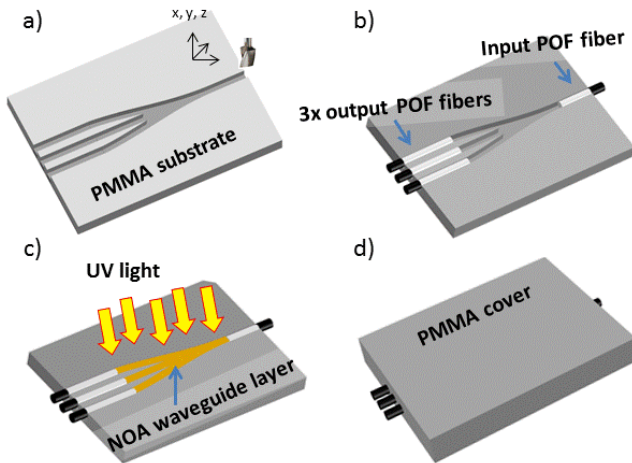 a)
x, y, z
PMMA substrate
b)
Input POF fiber
3x output POF fibers
c)
UV light
NOA waveguide layer
d)
PMMA cover